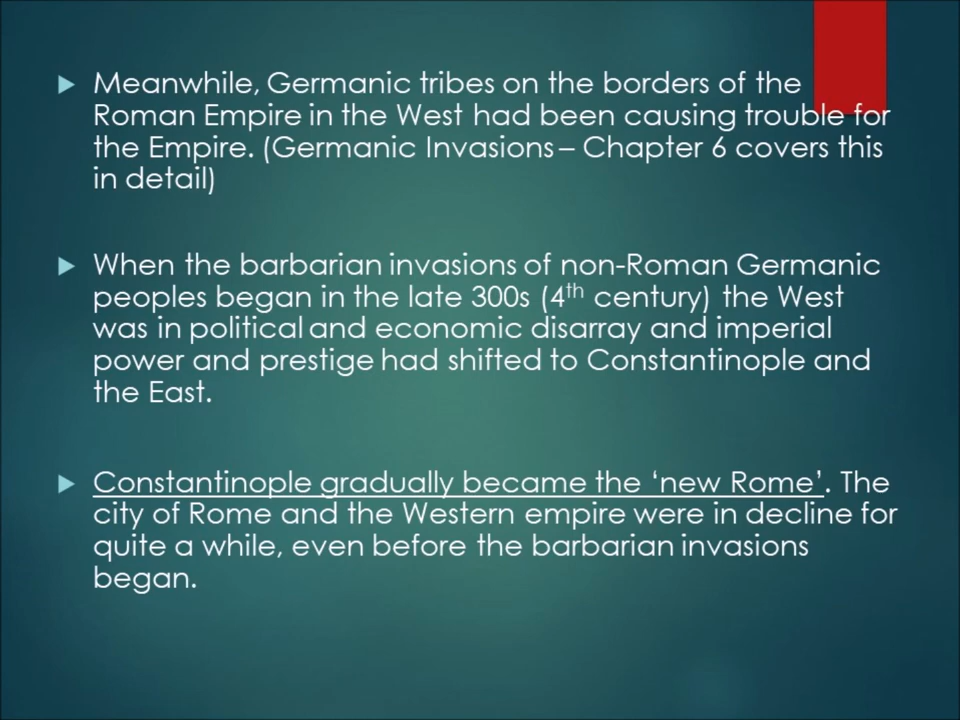 Meanwhile, Germanic tribes on the borders of the
Roman Empire in the West had been causing trouble for
the Empire. (Germanic Invasions – Chapter 6 covers this
in detail)
When the barbarian invasions of non-Roman Germanic
peoples began in the late 300s (4th century) the West
was in political and economic disarray and imperial
power and prestige had shifted to Constantinople and
the East.
Constantinople gradually became the ‘new Rome’. The
city of Rome and the Western empire were in decline for
quite a while, even before the barbarian invasions
began.